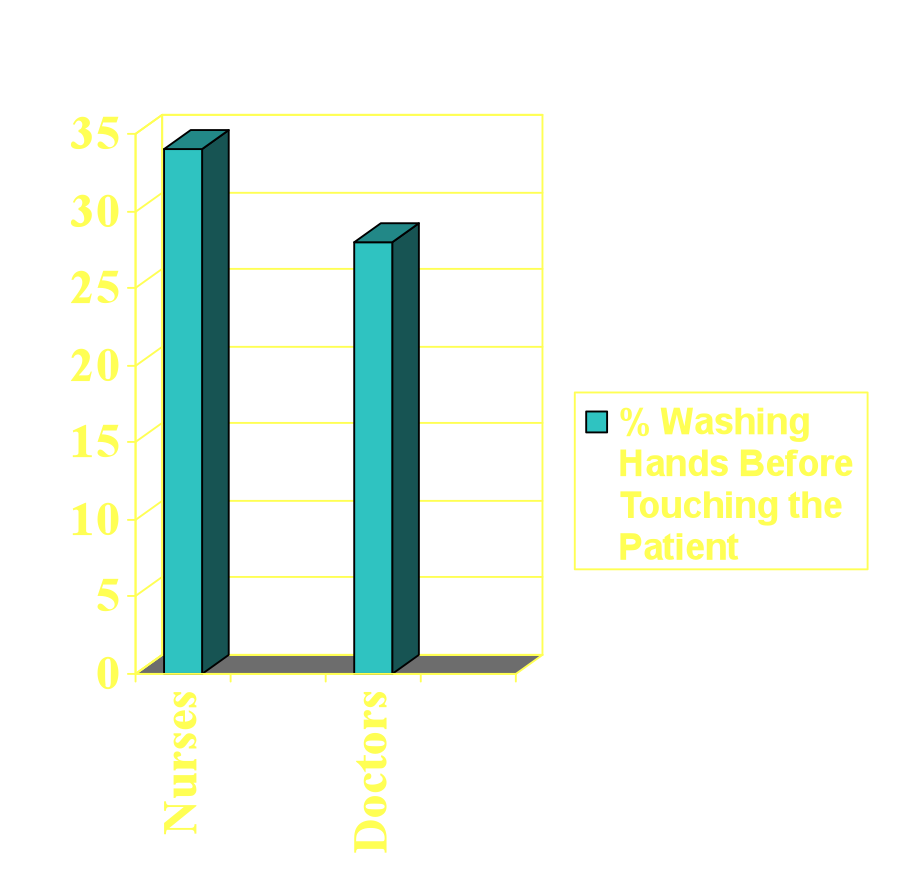 35
30
25
20
15
10
5
0
Nurses
Doctors
% Washing
Hands Before
Touching the
Patient